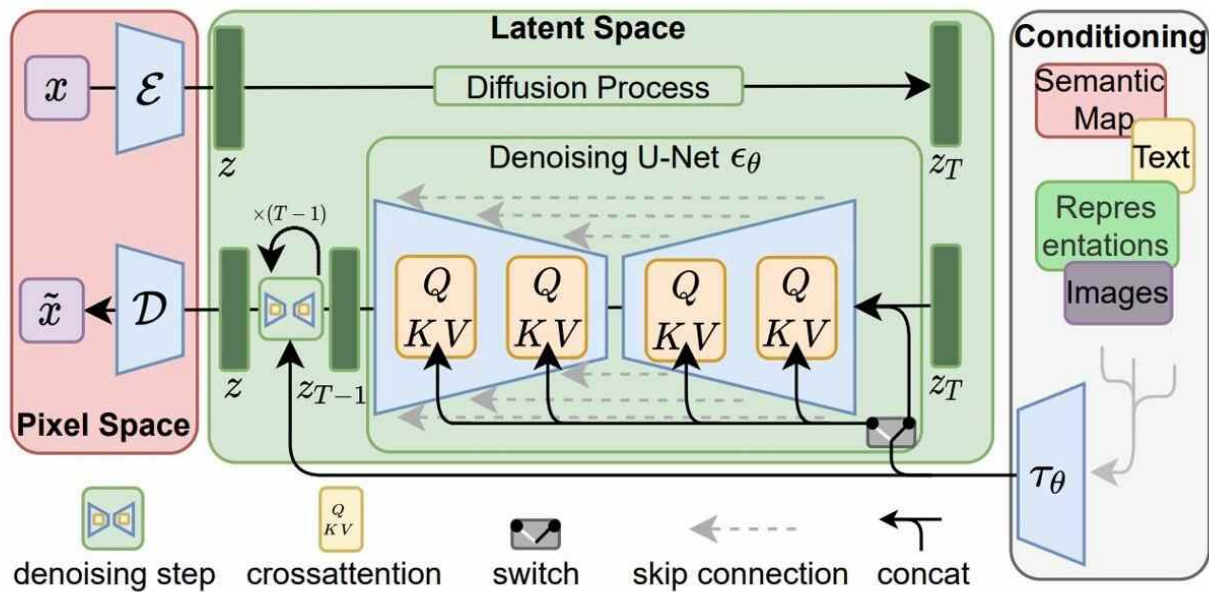 Latent Space
Conditioning
x
ℰ
z
Diffusion Process
z_T
Semantic
Map
Text
Repres
entations
Images
Denoising U-Net ϵ_θ
×(T−1)
x̃
𝒟
z
z_{T−1}
Q
KV
Q
KV
Q
KV
Q
KV
z_T
Pixel Space
τ_θ
Q
KV
denoising step
crossattention
switch
skip connection
concat